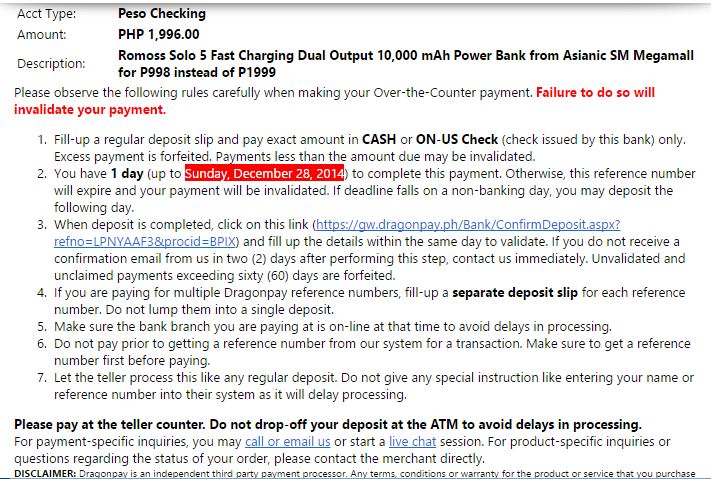 Acct Type: Peso Checking
Amount: PHP 1,996.00
Description: Romoss Solo 5 Fast Charging Dual Output 10,000 mAh Power Bank from Asianic SM Megamall
for P998 instead of P1999
Please observe the following rules carefully when making your Over-the-Counter payment. Failure to do so will
invalidate your payment.
1. Fill-up a regular deposit slip and pay exact amount in CASH or ON-US Check (check issued by this bank) only.
Excess payment is forfeited. Payments less than the amount due may be invalidated.
2. You have 1 day (up to Sunday, December 28, 2014) to complete this payment. Otherwise, this reference number
will expire and your payment will be invalidated. If deadline falls on a non-banking day, you may deposit the
following day.
3. When deposit is completed, click on this link (https://gw.dragonpay.ph/Bank/ConfirmDeposit.aspx?
refno=LPNYAAF3&procid=BPIX) and fill up the details within the same day to validate. If you do not receive a
confirmation email from us in two (2) days after performing this step, contact us immediately. Unvalidated and
unclaimed payments exceeding sixty (60) days are forfeited.
4. If you are paying for multiple Dragonpay reference numbers, fill-up a separate deposit slip for each reference
number. Do not lump them into a single deposit.
5. Make sure the bank branch you are paying at is on-line at that time to avoid delays in processing.
6. Do not pay prior to getting a reference number from our system for a transaction. Make sure to get a reference
number first before paying.
7. Let the teller process this like any regular deposit. Do not give any special instruction like entering your name or
reference number into their system as it will delay processing.
Please pay at the teller counter. Do not drop-off your deposit at the ATM to avoid delays in processing.
For payment-specific inquiries, you may call or email us or start a live chat session. For product-specific inquiries or
questions regarding the status of your order, please contact the merchant directly.
DISCLAIMER: Dragonpay is an independent third party payment processor. Any terms, conditions or warranty for the product or service that you purchase